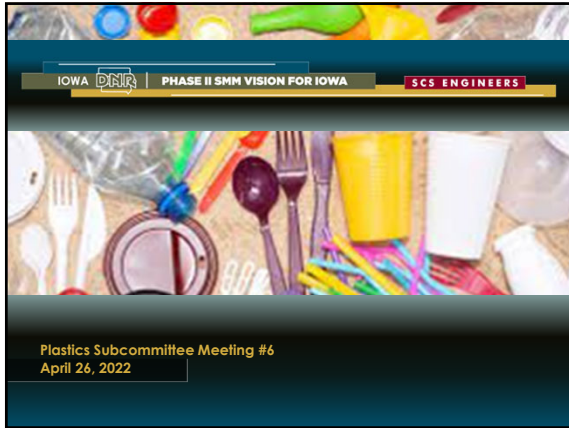 IOWA DNR PHASE II SMM VISION FOR IOWA SCS ENGINEERS
Plastics Subcommittee Meeting #6
April 26, 2022